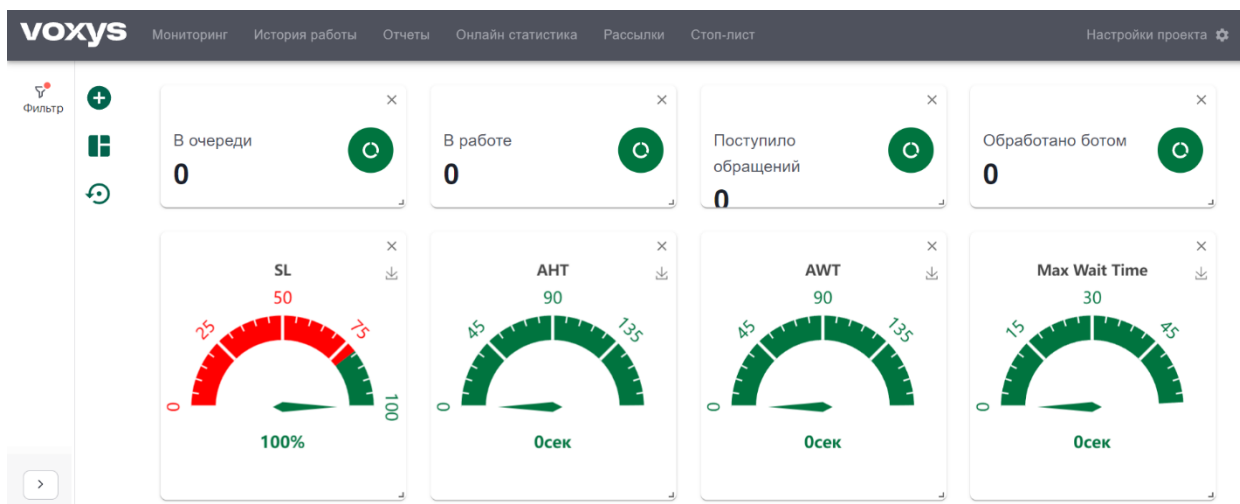 voxys
Мониторинг История работы Отчеты Онлайн статистика Рассылки Стоп-лист Настройки проекта
Фильтр
В очереди
0
В работе
0
Поступило
обращений
0
Обработано ботом
0
SL
0 25 50 75 100
100%
AHT
0 45 90 135
0сек
AWT
0 45 90 135
0сек
Max Wait Time
0 15 30 45
0сек